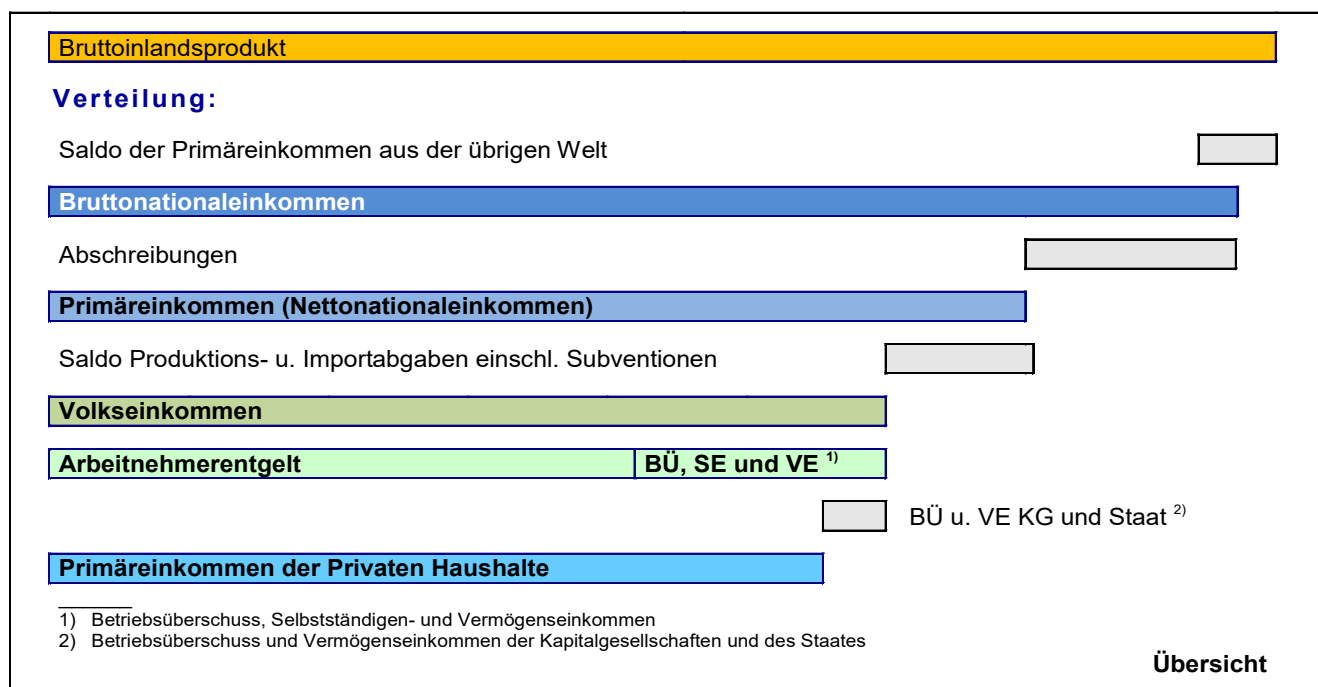 Bruttoinlandsprodukt
Verteilung:
Saldo der Primäreinkommen aus der übrigen Welt
Bruttonationaleinkommen
Abschreibungen
Primäreinkommen (Nettonationaleinkommen)
Saldo Produktions- u. Importabgaben einschl. Subventionen
Volkseinkommen
Arbeitnehmerentgelt BÜ, SE und VE 1)
BÜ u. VE KG und Staat 2)
Primäreinkommen der Privaten Haushalte
1) Betriebsüberschuss, Selbstständigen- und Vermögenseinkommen
2) Betriebsüberschuss und Vermögenseinkommen der Kapitalgesellschaften und des Staates
Übersicht